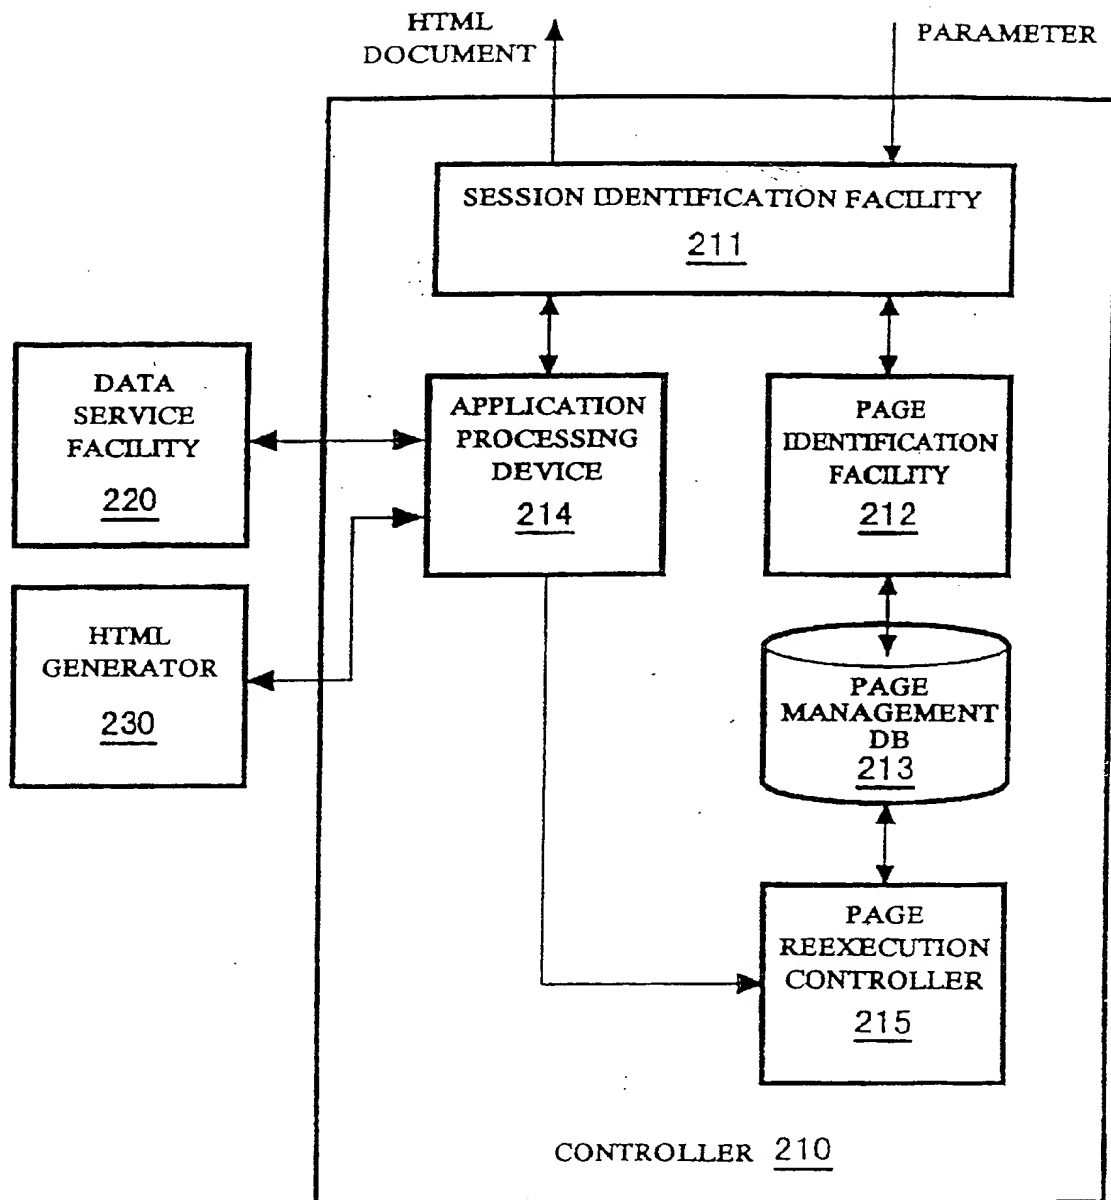 HTML
DOCUMENT
PARAMETER
SESSION IDENTIFICATION FACILITY
211
DATA
SERVICE
FACILITY
220
APPLICATION
PROCESSING
DEVICE
214
PAGE
IDENTIFICATION
FACILITY
212
HTML
GENERATOR
230
PAGE
MANAGEMENT
DB
213
PAGE
REEXECUTION
CONTROLLER
215
CONTROLLER 210